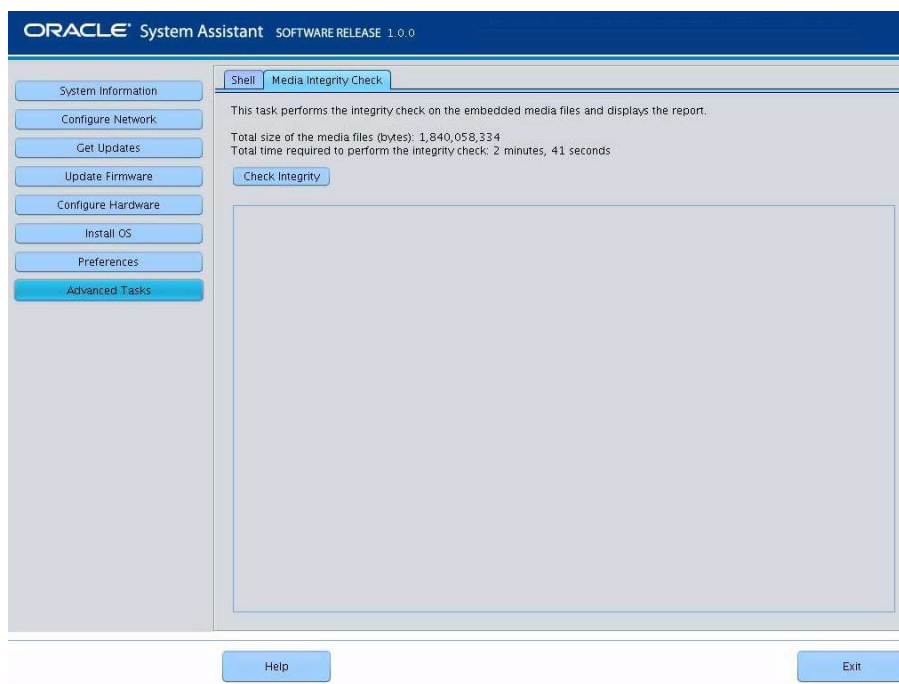 ORACLE System Assistant SOFTWARE RELEASE 1.0.0
System Information
Configure Network
Get Updates
Update Firmware
Configure Hardware
Install OS
Preferences
Advanced Tasks
Shell
Media Integrity Check
This task performs the integrity check on the embedded media files and displays the report.
Total size of the media files (bytes): 1,840,058,334
Total time required to perform the integrity check: 2 minutes, 41 seconds
Check Integrity
Help
Exit